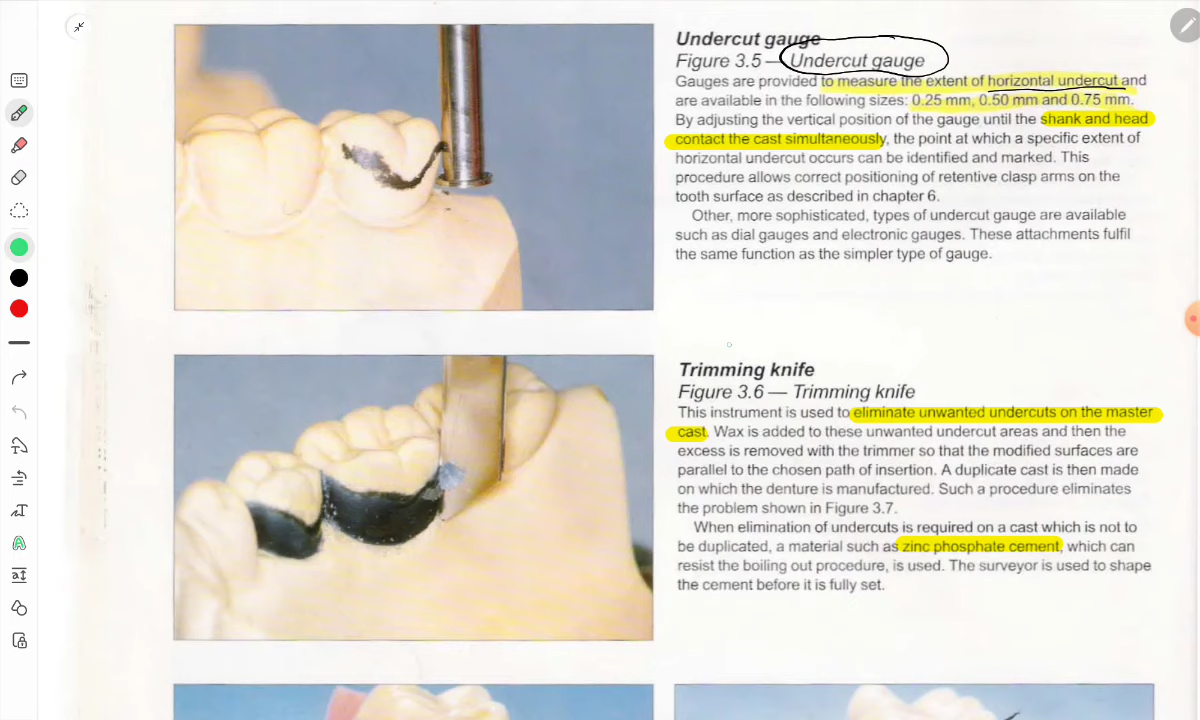 Undercut gauge
Figure 3.5 — Undercut gauge
Gauges are provided to measure the extent of horizontal undercut and
are available in the following sizes: 0.25 mm, 0.50 mm and 0.75 mm.
By adjusting the vertical position of the gauge until the shank and head
contact the cast simultaneously, the point at which a specific extent of
horizontal undercut occurs can be identified and marked. This
procedure allows correct positioning of retentive clasp arms on the
tooth surface as described in chapter 6.
Other, more sophisticated, types of undercut gauge are available
such as dial gauges and electronic gauges. These attachments fulfil
the same function as the simpler type of gauge.
Trimming knife
Figure 3.6 — Trimming knife
This instrument is used to eliminate unwanted undercuts on the master
cast. Wax is added to these unwanted undercut areas and then the
excess is removed with the trimmer so that the modified surfaces are
parallel to the chosen path of insertion. A duplicate cast is then made
on which the denture is manufactured. Such a procedure eliminates
the problem shown in Figure 3.7.
When elimination of undercuts is required on a cast which is not to
be duplicated, a material such as zinc phosphate cement, which can
resist the boiling out procedure, is used. The surveyor is used to shape
the cement before it is fully set.